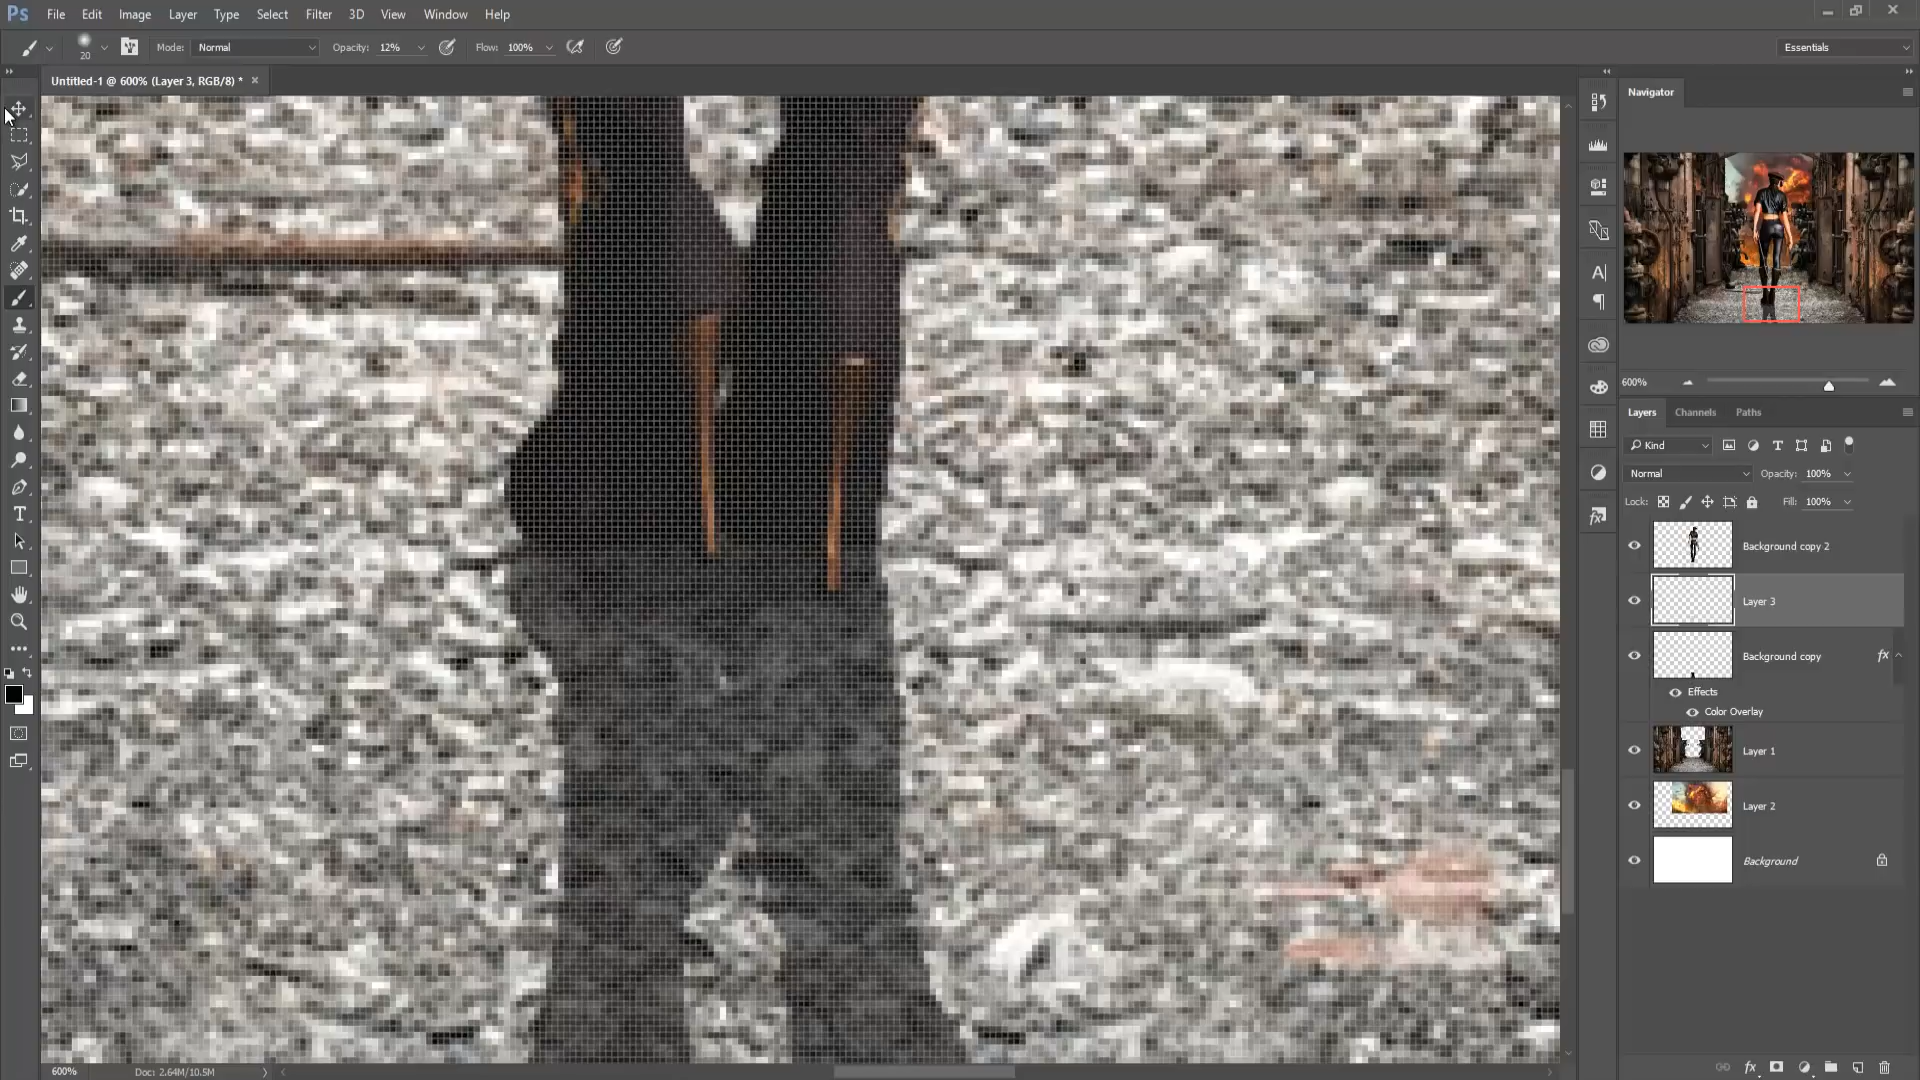 Ps File Edit Image Layer Type Select Filter 3D View Window Help
20 Mode: Normal Opacity: 12% Flow: 100% Essentials
Untitled-1 @ 600% (Layer 3, RGB/8) *
Navigator
600%
Layers Channels Paths
Kind
Normal Opacity: 100%
Lock: Fill: 100%
Background copy 2
Layer 3
Background copy fx
Effects
Color Overlay
Layer 1
Layer 2
Background
600% Doc: 2.64M/10.5M